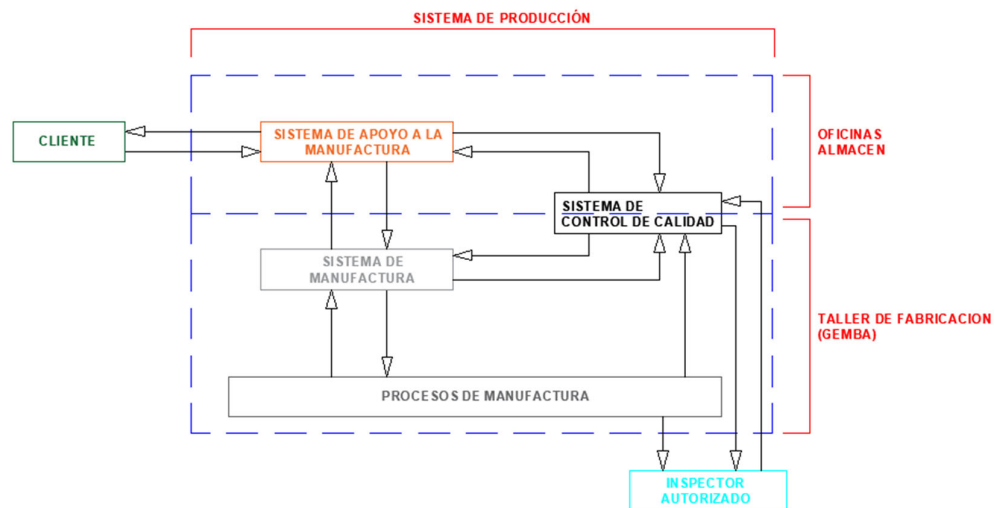 SISTEMA DE PRODUCCIÓN
CLIENTE
SISTEMA DE APOYO A LA
MANUFACTURA
OFICINAS
ALMACEN
SISTEMA DE
CONTROL DE CALIDAD
SISTEMA DE
MANUFACTURA
TALLER DE FABRICACION
(GEMBA)
PROCESOS DE MANUFACTURA
INSPECTOR
AUTORIZADO